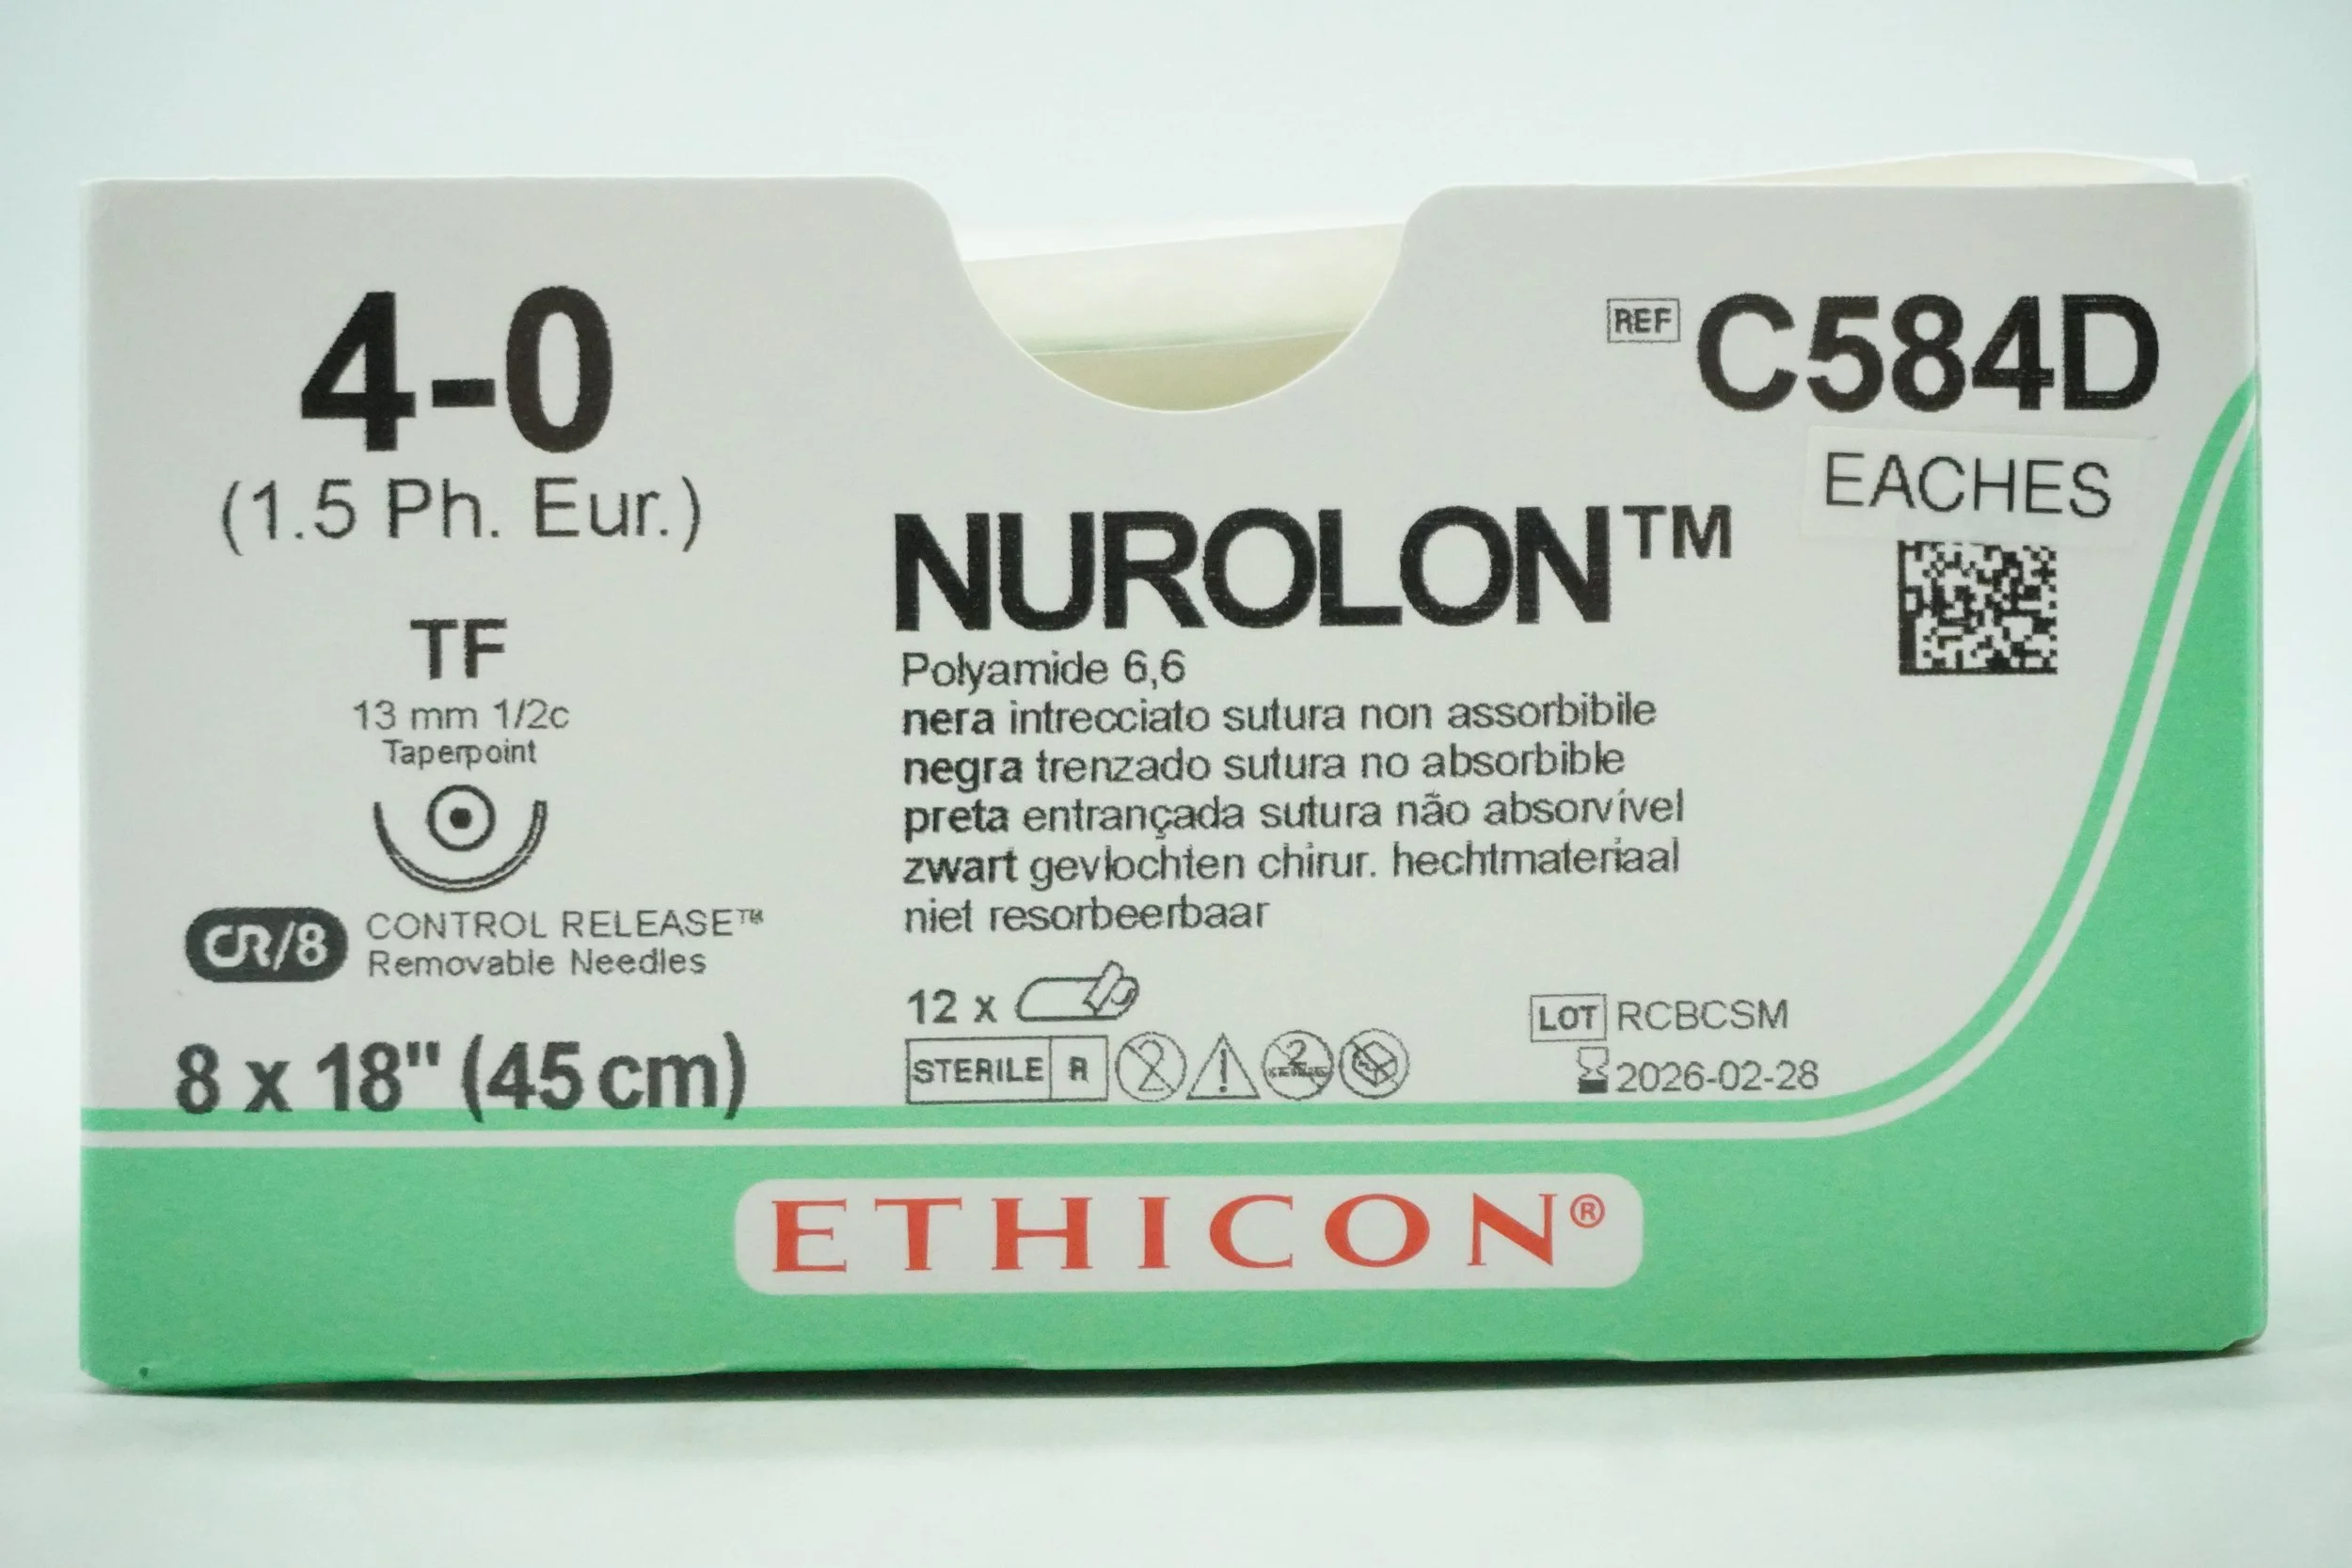 4-0
(1.5 Ph. Eur.)
TF
13 mm 1/2c
Taperpoint
CR/8 CONTROL RELEASE™
Removable Needles
8 x 18" (45 cm)
REF C584D
EACHES
NUROLON™
Polyamide 6,6
nera intrecciato sutura non assorbibile
negra trenzado sutura no absorbible
preta entrançada sutura não absorvível
zwart gevlochten chirur. hechtmateriaal
niet resorbeerbaar
12 x
STERILE R 2 ! 2
LOT RCBCSM
2026-02-28
ETHICON®